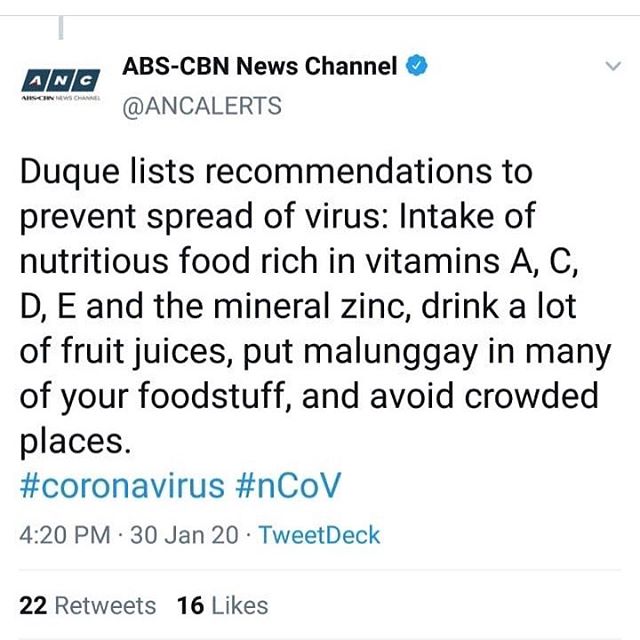 ABS-CBN News Channel
ANC
ABS-CBN NEWS CHANNEL
@ANCALERTS
Duque lists recommendations to
prevent spread of virus: Intake of
nutritious food rich in vitamins A, C,
D, E and the mineral zinc, drink a lot
of fruit juices, put malunggay in many
of your foodstuff, and avoid crowded
places.
#coronavirus #nCoV
4:20 PM · 30 Jan 20 · TweetDeck
22 Retweets 16 Likes